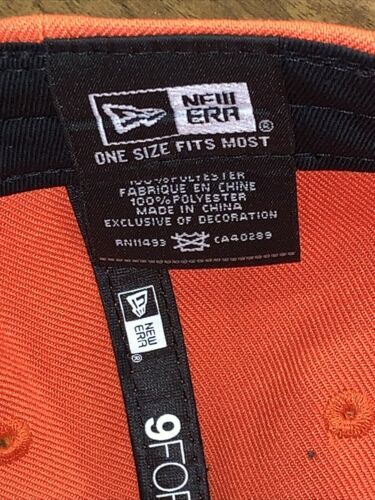 NEW
ERA®
ONE SIZE FITS MOST
100% POLYESTER
FABRIQUE EN CHINE
100% POLYESTER
MADE IN CHINA
EXCLUSIVE OF DECORATION
RN11493 CA40289
NEW
ERA®
9FOR